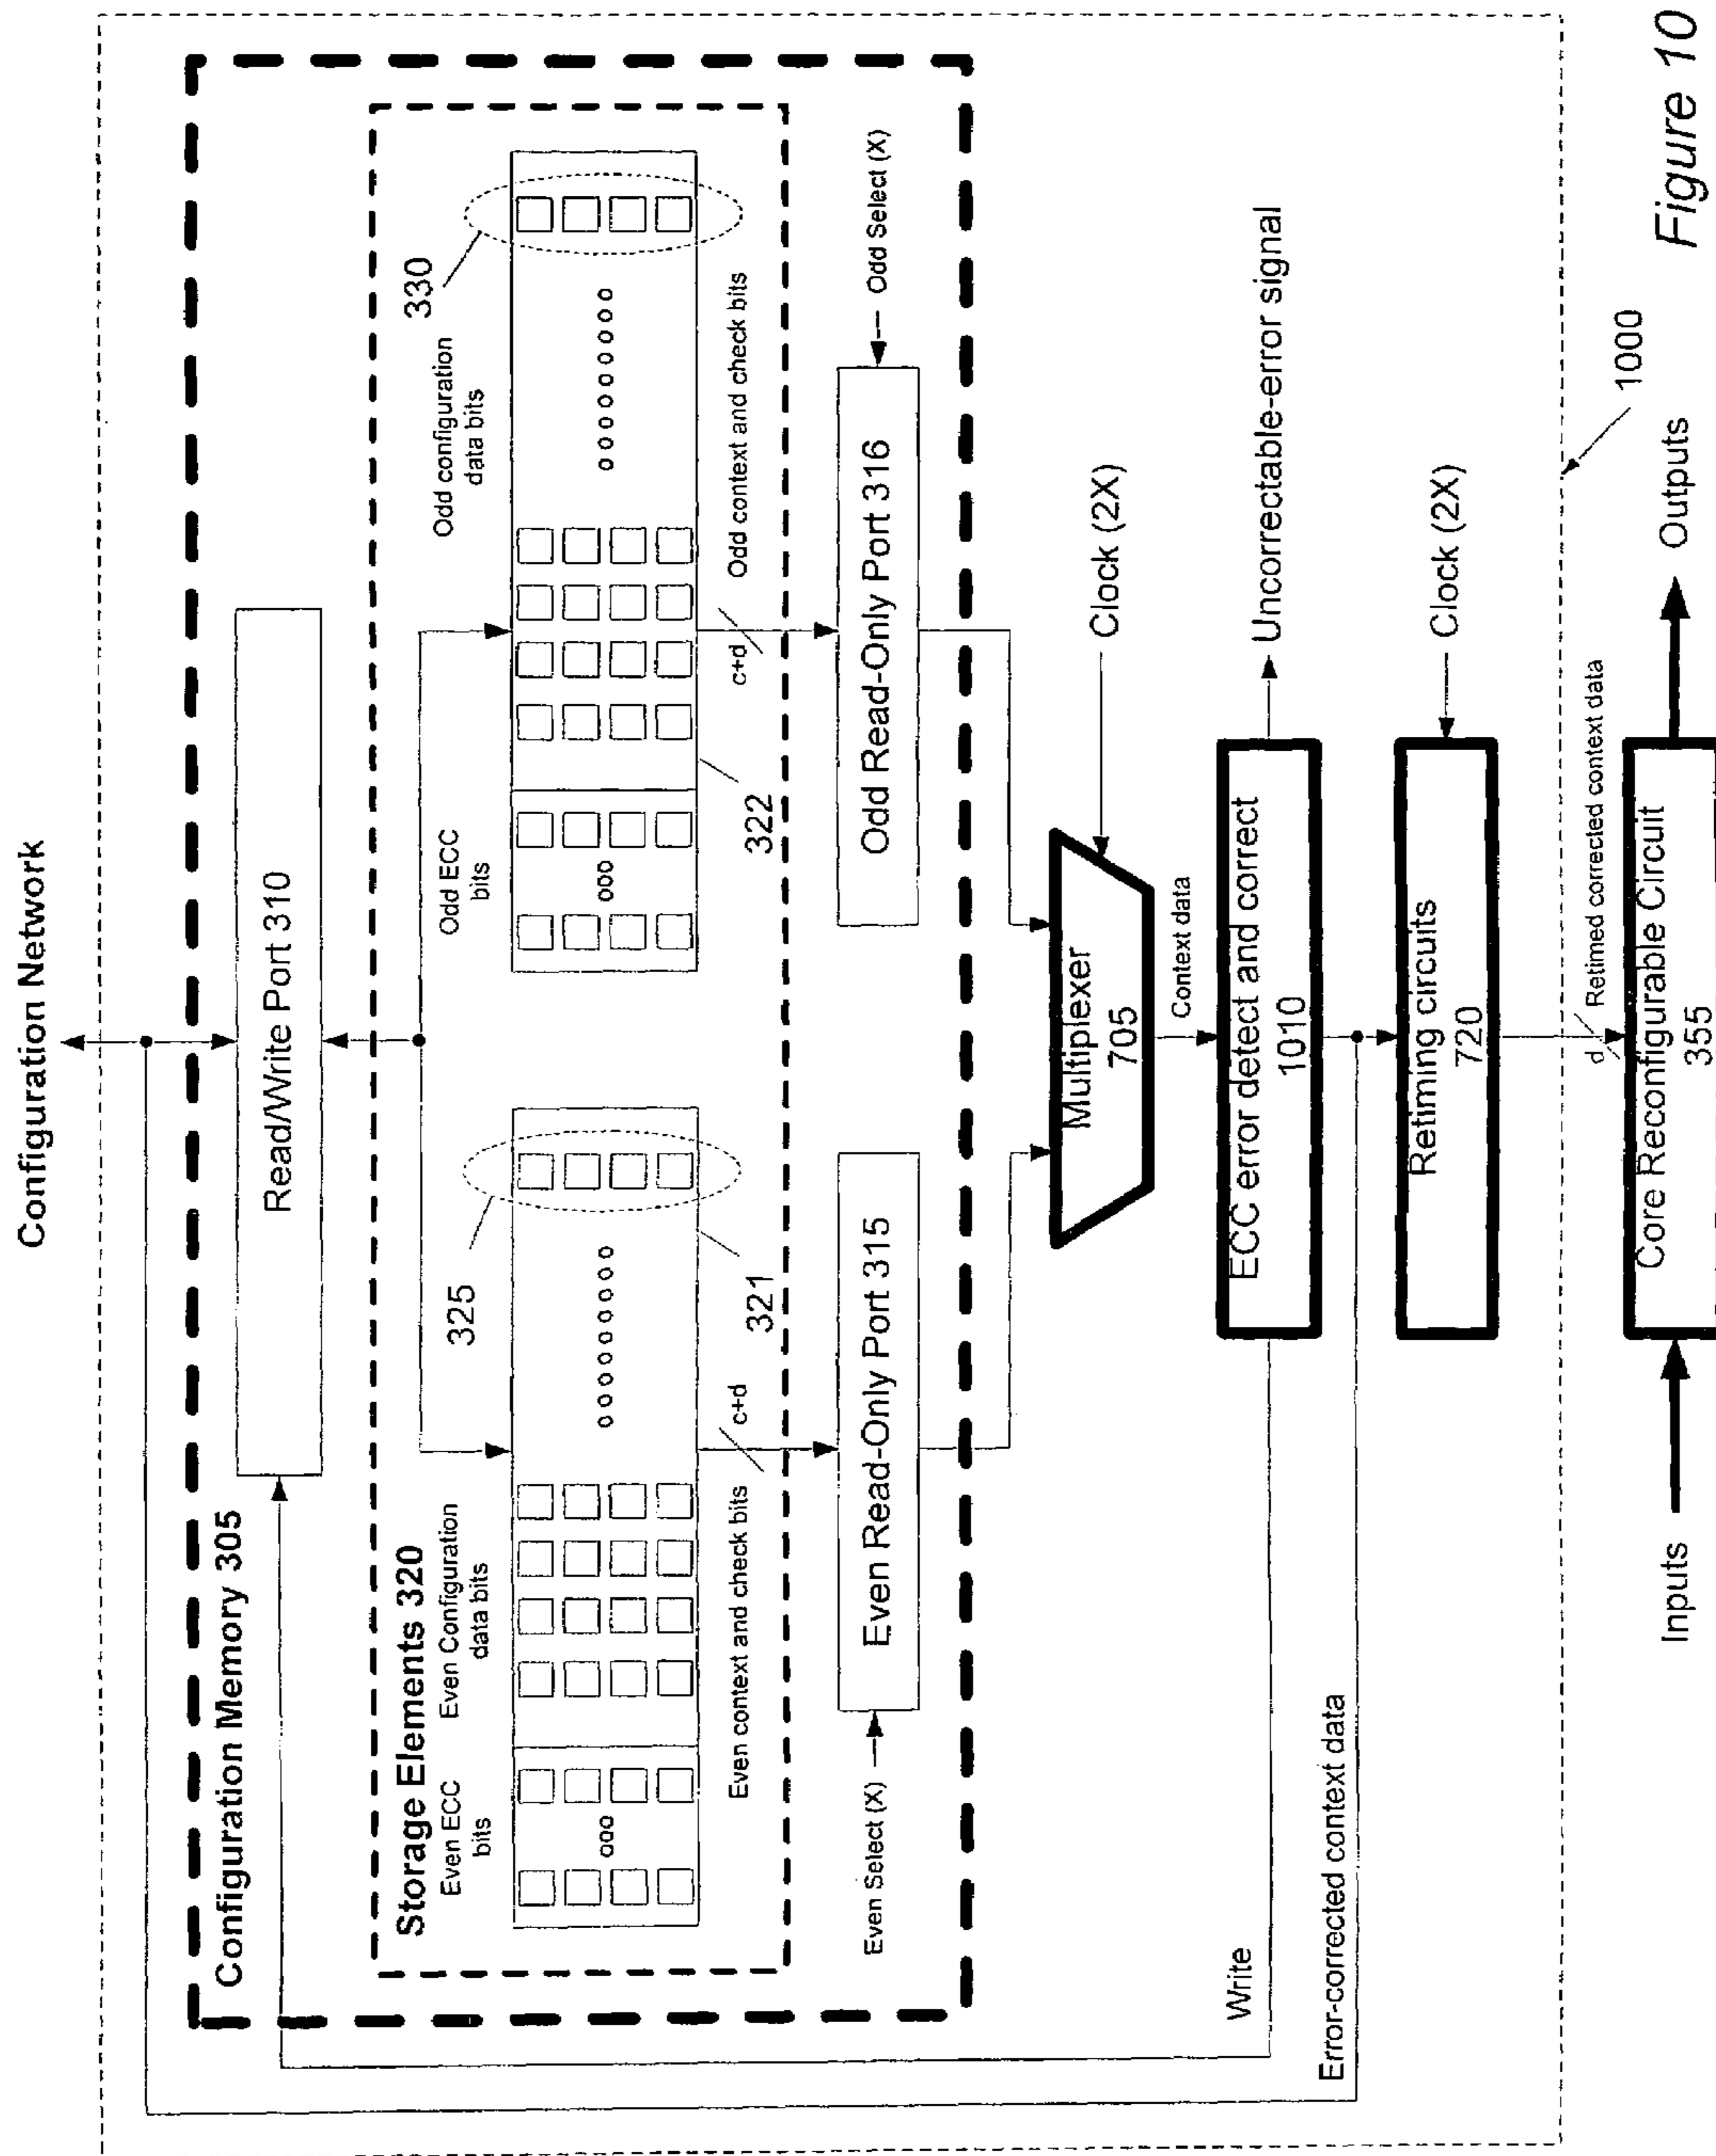 Configuration Network
Configuration Memory 305
Read/Write Port 310
Storage Elements 320
Even ECC
bits
Even Configuration
data bits
325
Odd ECC
bits
Odd configuration
data bits
330
ooo
ooooooooo
ooo
ooooooooo
Even context and check bits
c+d
321
322
c+d
Odd context and check bits
Even Select (X)
Even Read-Only Port 315
Odd Read-Only Port 316
Odd Select (X)
Multiplexer
705
Clock (2X)
Context data
Write
ECC error detect and correct
1010
Uncorrectable-error signal
Error-corrected context data
Retiming circuits
720
Clock (2X)
1000
d
Retimed corrected context data
Inputs
Core Reconfigurable Circuit
355
Outputs
Figure 10